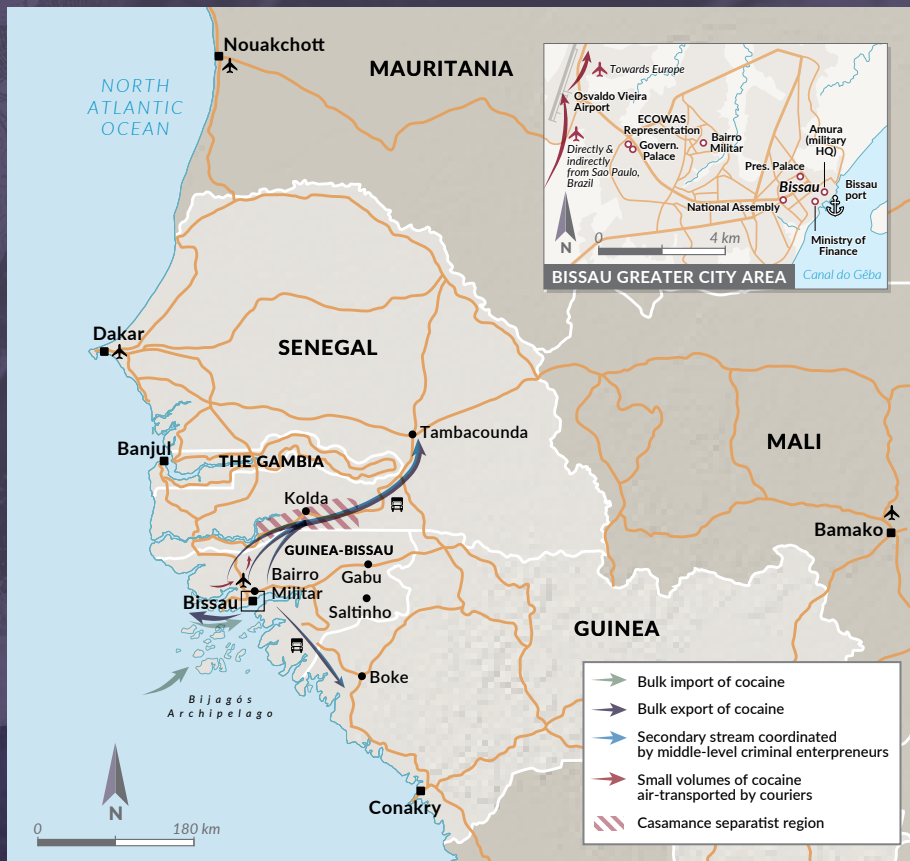 Nouakchott
MAURITANIA
NORTH
ATLANTIC
OCEAN
Towards Europe
Osvaldo Vieira
Airport
ECOWAS
Representation
Govern.
Palace
Bairro
Militar
Amura
(military
HQ)
Directly &
indirectly
from Sao Paulo,
Brazil
Pres. Palace
Bissau
Bissau
port
National Assembly
Ministry of
Finance
N
0 4 km
BISSAU GREATER CITY AREA
Canal do Gêba
Dakar
SENEGAL
Tambacounda
Banjul
THE GAMBIA
MALI
Kolda
Bamako
GUINEA-BISSAU
Gabu
Bairro
Militar
Bissau
Saltinho
GUINEA
Boke
Bijagós
Archipelago
N
0 180 km
Conakry
Bulk import of cocaine
Bulk export of cocaine
Secondary stream coordinated
by middle-level criminal enterpreneurs
Small volumes of cocaine
air-transported by couriers
Casamance separatist region